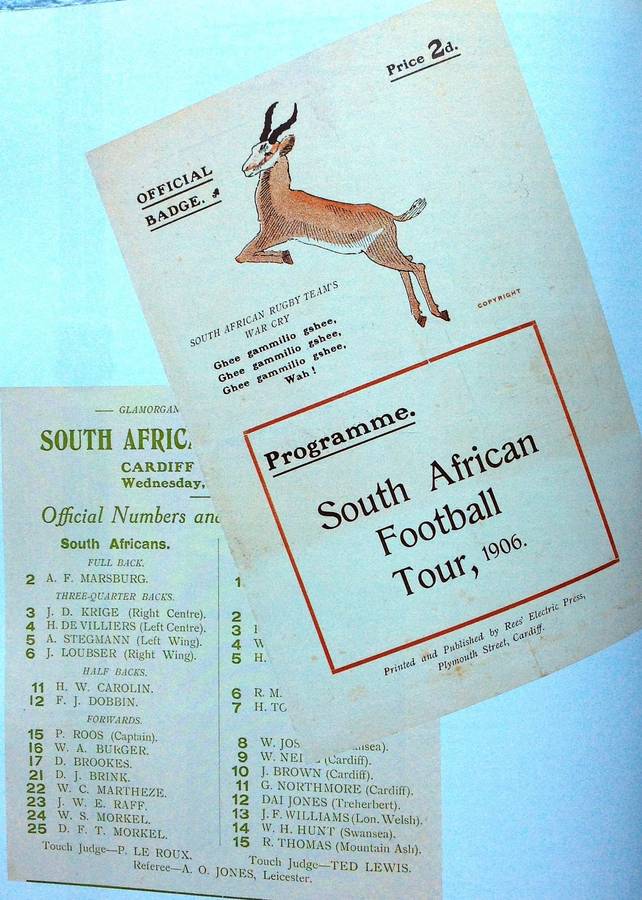 Price 2d.
OFFICIAL
BADGE.
SOUTH AFRICAN RUGBY TEAM'S
WAR CRY
Ghee gammilio gshee,
Ghee gammilio gshee,
Ghee gammilio gshee,
Wah!
COPYRIGHT
Programme.
South African
Football
Tour, 1906.
Printed and Published by Rees' Electric Press,
Plymouth Street, Cardiff.
— GLAMORGAN
SOUTH AFRIC
CARDIFF
Wednesday,
Official Numbers and
South Africans.
FULL BACK.
2 A. F. MARSBURG.
THREE-QUARTER BACKS.
3 J. D. KRIGE (Right Centre).
4 H. DE VILLIERS (Left Centre).
5 A. STEGMANN (Left Wing).
6 J. LOUBSER (Right Wing).
HALF BACKS.
11 H. W. CAROLIN.
12 F. J. DOBBIN.
FORWARDS.
15 P. ROOS (Captain).
16 W. A. BURGER.
17 D. BROOKES.
21 D. J. BRINK.
22 W. C. MARTHEZE.
23 J. W. E. RAFF.
24 W. S. MORKEL.
25 D. F. T. MORKEL.
Touch Judge—P. LE ROUX.
1
2
3
4 W
5 H.
6 R. M.
7 H. TO
8 W. JOS nsea).
9 W. NEI (Cardiff).
10 J. BROWN (Cardiff).
11 G. NORTHMORE (Cardiff).
12 DAI JONES (Treherbert).
13 J. F. WILLIAMS (Lon. Welsh).
14 W. H. HUNT (Swansea).
15 R. THOMAS (Mountain Ash).
Touch Judge—TED LEWIS.
Referee—A. O. JONES, Leicester.